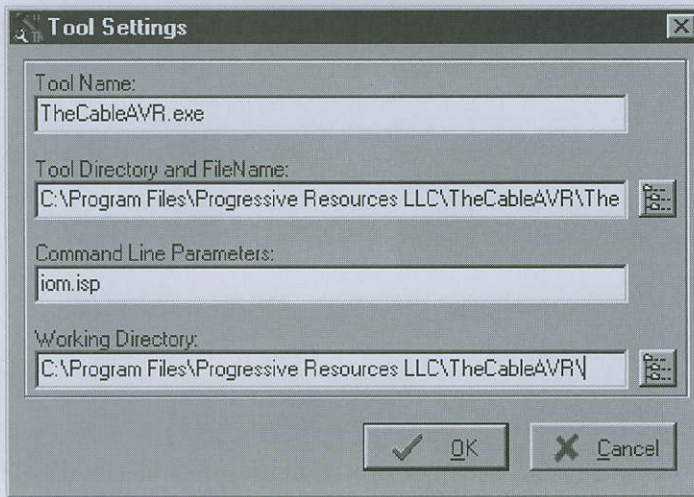 Tool Settings
Tool Name:
TheCableAVR.exe
Tool Directory and FileName:
C:\Program Files\Progressive Resources LLC\TheCableAVR\The
Command Line Parameters:
iom.isp
Working Directory:
C:\Program Files\Progressive Resources LLC\TheCableAVR\
OK
Cancel